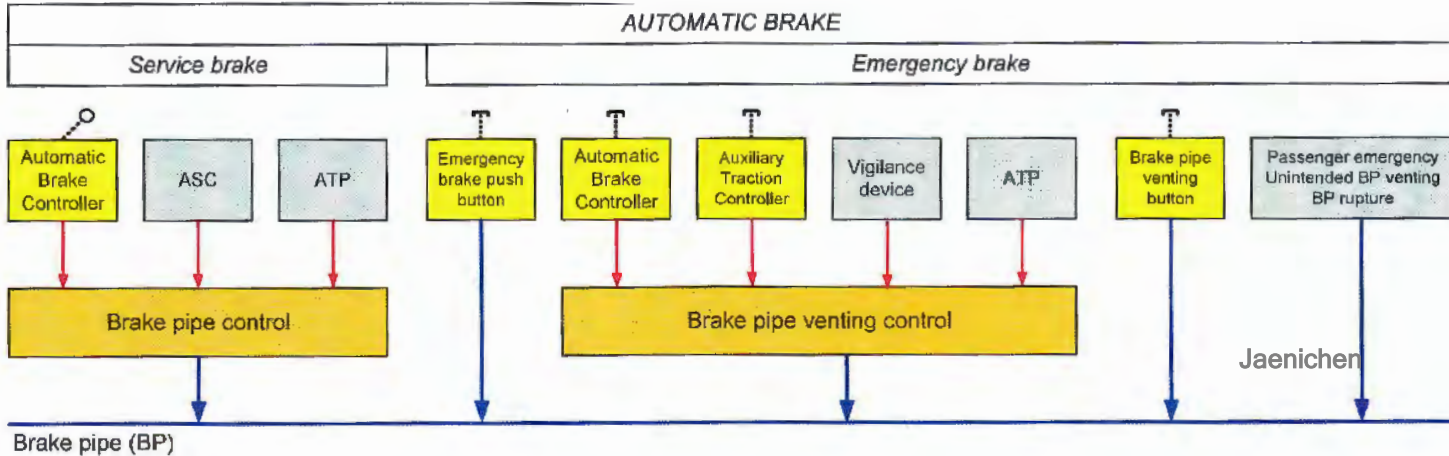 AUTOMATIC BRAKE
Service brake
Emergency brake
Automatic
Brake
Controller
ASC
ATP
Emergency
brake push
button
Automatic
Brake
Controller
Auxiliary
Traction
Controller
Vigilance
device
ATP
Brake pipe
venting
button
Passenger emergency
Unintended BP venting
BP rupture
Brake pipe control
Brake pipe venting control
Jaenichen
Brake pipe (BP)